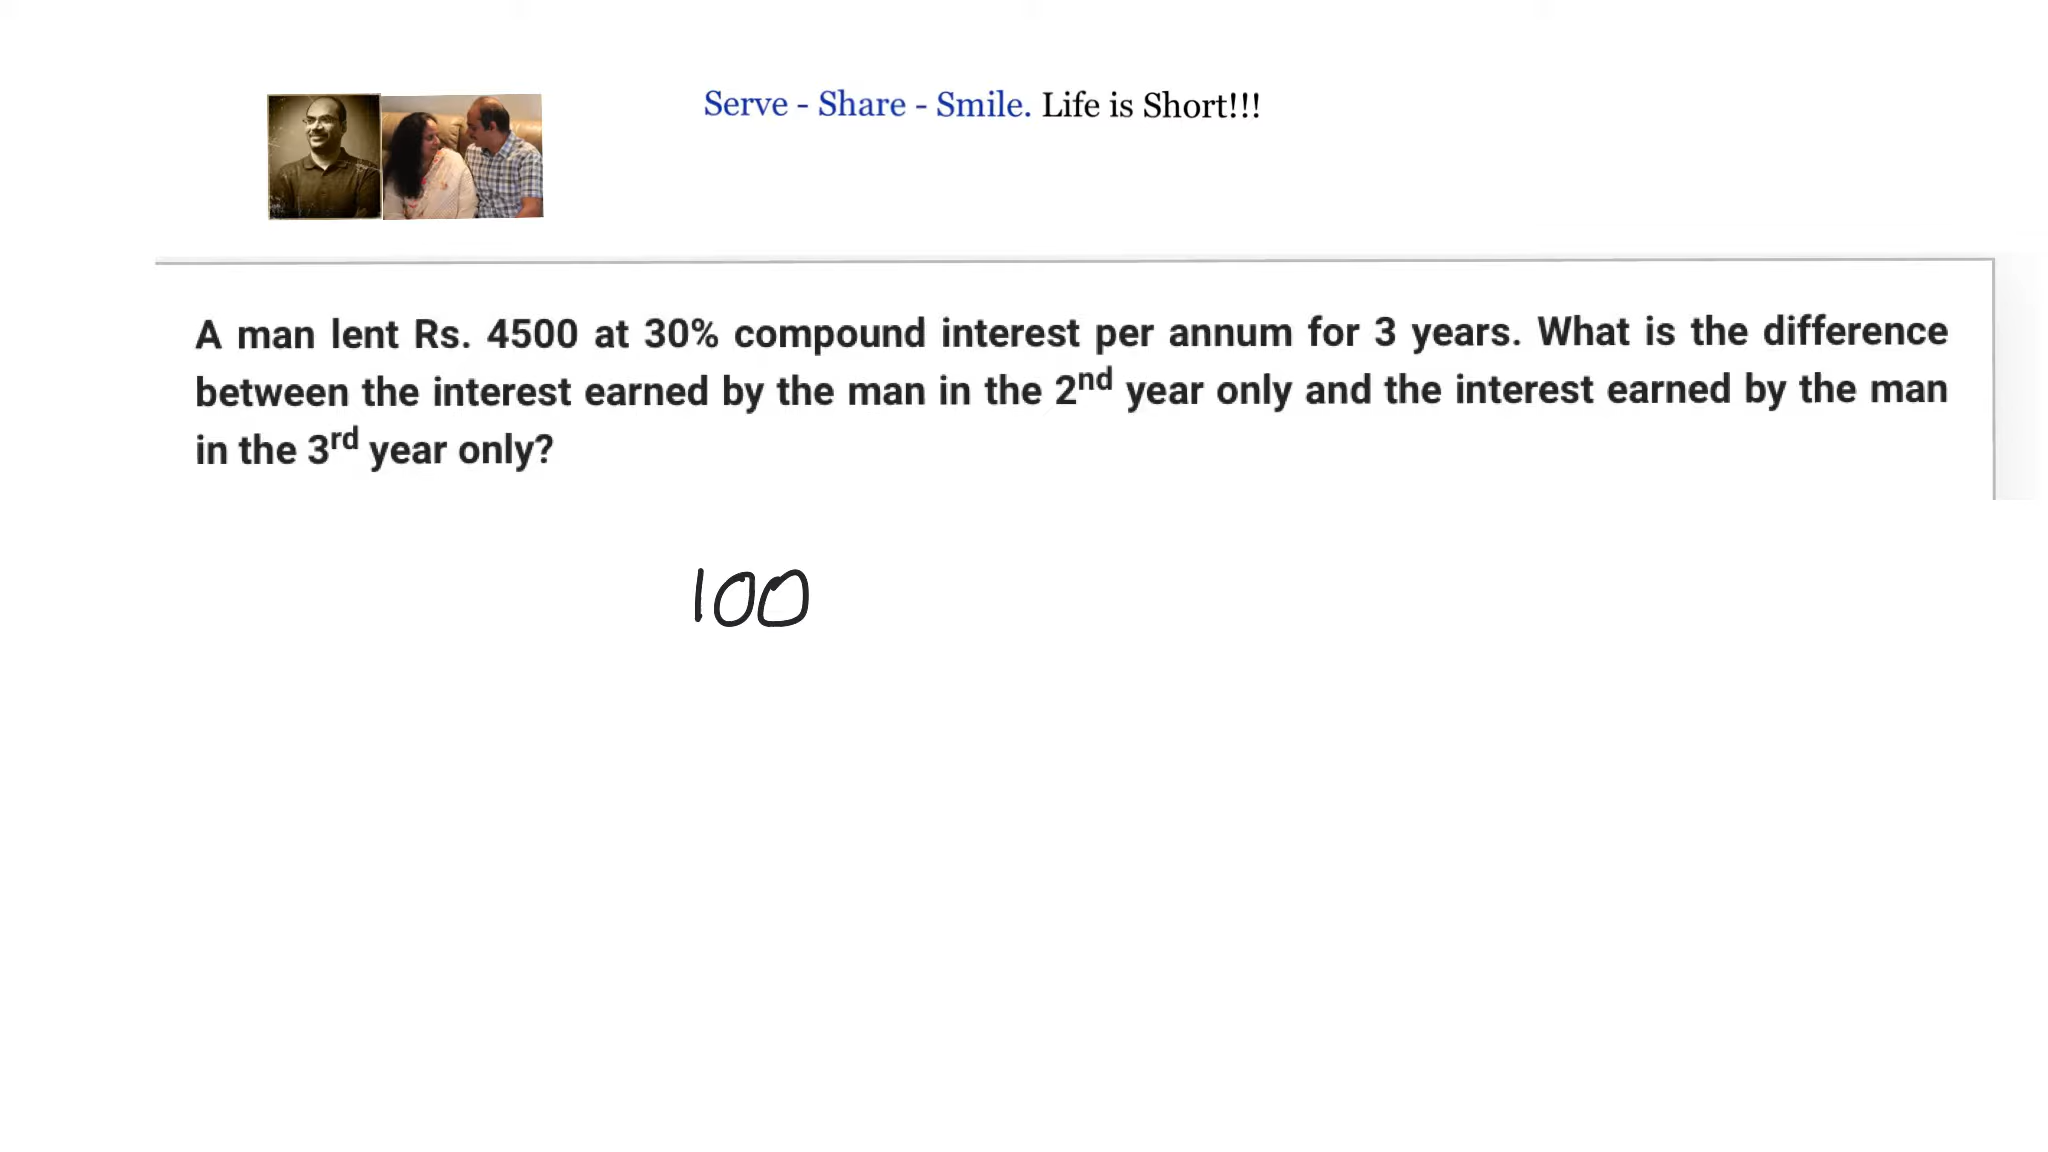 Serve - Share - Smile. Life is Short!!!
A man lent Rs. 4500 at 30% compound interest per annum for 3 years. What is the difference
between the interest earned by the man in the 2nd year only and the interest earned by the man
in the 3rd year only?
100